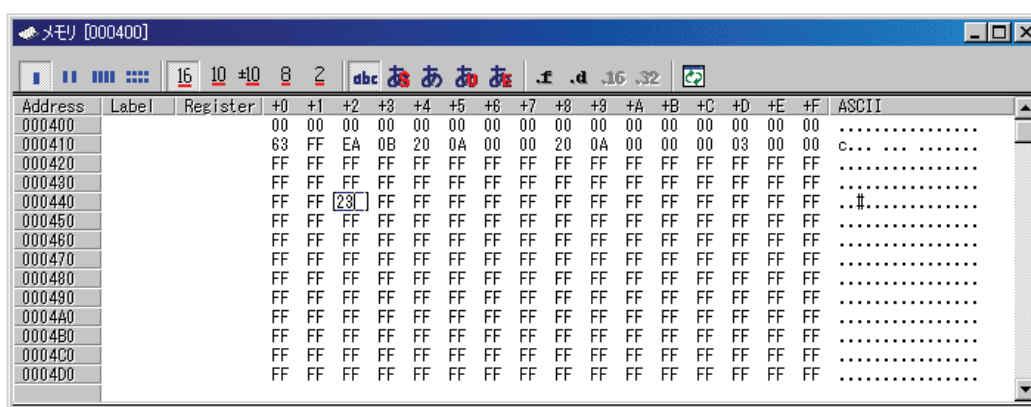 メモリ [000400]
16 10 ±10 8 2 abc あS あ あD あE .f .d .16 .32
Address Label Register +0 +1 +2 +3 +4 +5 +6 +7 +8 +9 +A +B +C +D +E +F ASCII
000400 00 00 00 00 00 00 00 00 00 00 00 00 00 00 00 00 ................
000410 63 FF EA 0B 20 0A 00 00 20 0A 00 00 00 03 00 00 c... ... .......
000420 FF FF FF FF FF FF FF FF FF FF FF FF FF FF FF FF ................
000430 FF FF FF FF FF FF FF FF FF FF FF FF FF FF FF FF ................
000440 FF FF 23 FF FF FF FF FF FF FF FF FF FF FF FF FF ..#.............
000450 FF FF FF FF FF FF FF FF FF FF FF FF FF FF FF FF ................
000460 FF FF FF FF FF FF FF FF FF FF FF FF FF FF FF FF ................
000470 FF FF FF FF FF FF FF FF FF FF FF FF FF FF FF FF ................
000480 FF FF FF FF FF FF FF FF FF FF FF FF FF FF FF FF ................
000490 FF FF FF FF FF FF FF FF FF FF FF FF FF FF FF FF ................
0004A0 FF FF FF FF FF FF FF FF FF FF FF FF FF FF FF FF ................
0004B0 FF FF FF FF FF FF FF FF FF FF FF FF FF FF FF FF ................
0004C0 FF FF FF FF FF FF FF FF FF FF FF FF FF FF FF FF ................
0004D0 FF FF FF FF FF FF FF FF FF FF FF FF FF FF FF FF ................